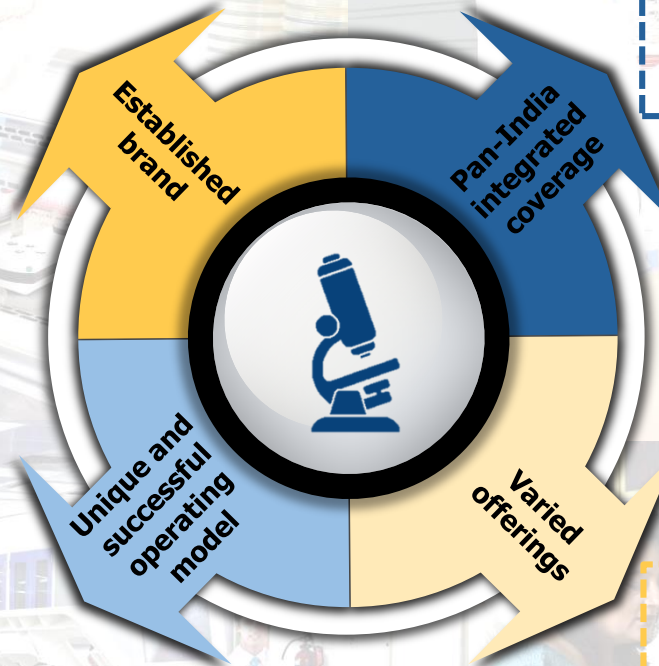 Established
brand
Pan-India
integrated
coverage
Unique and
successful
operating
model
Varied
offerings